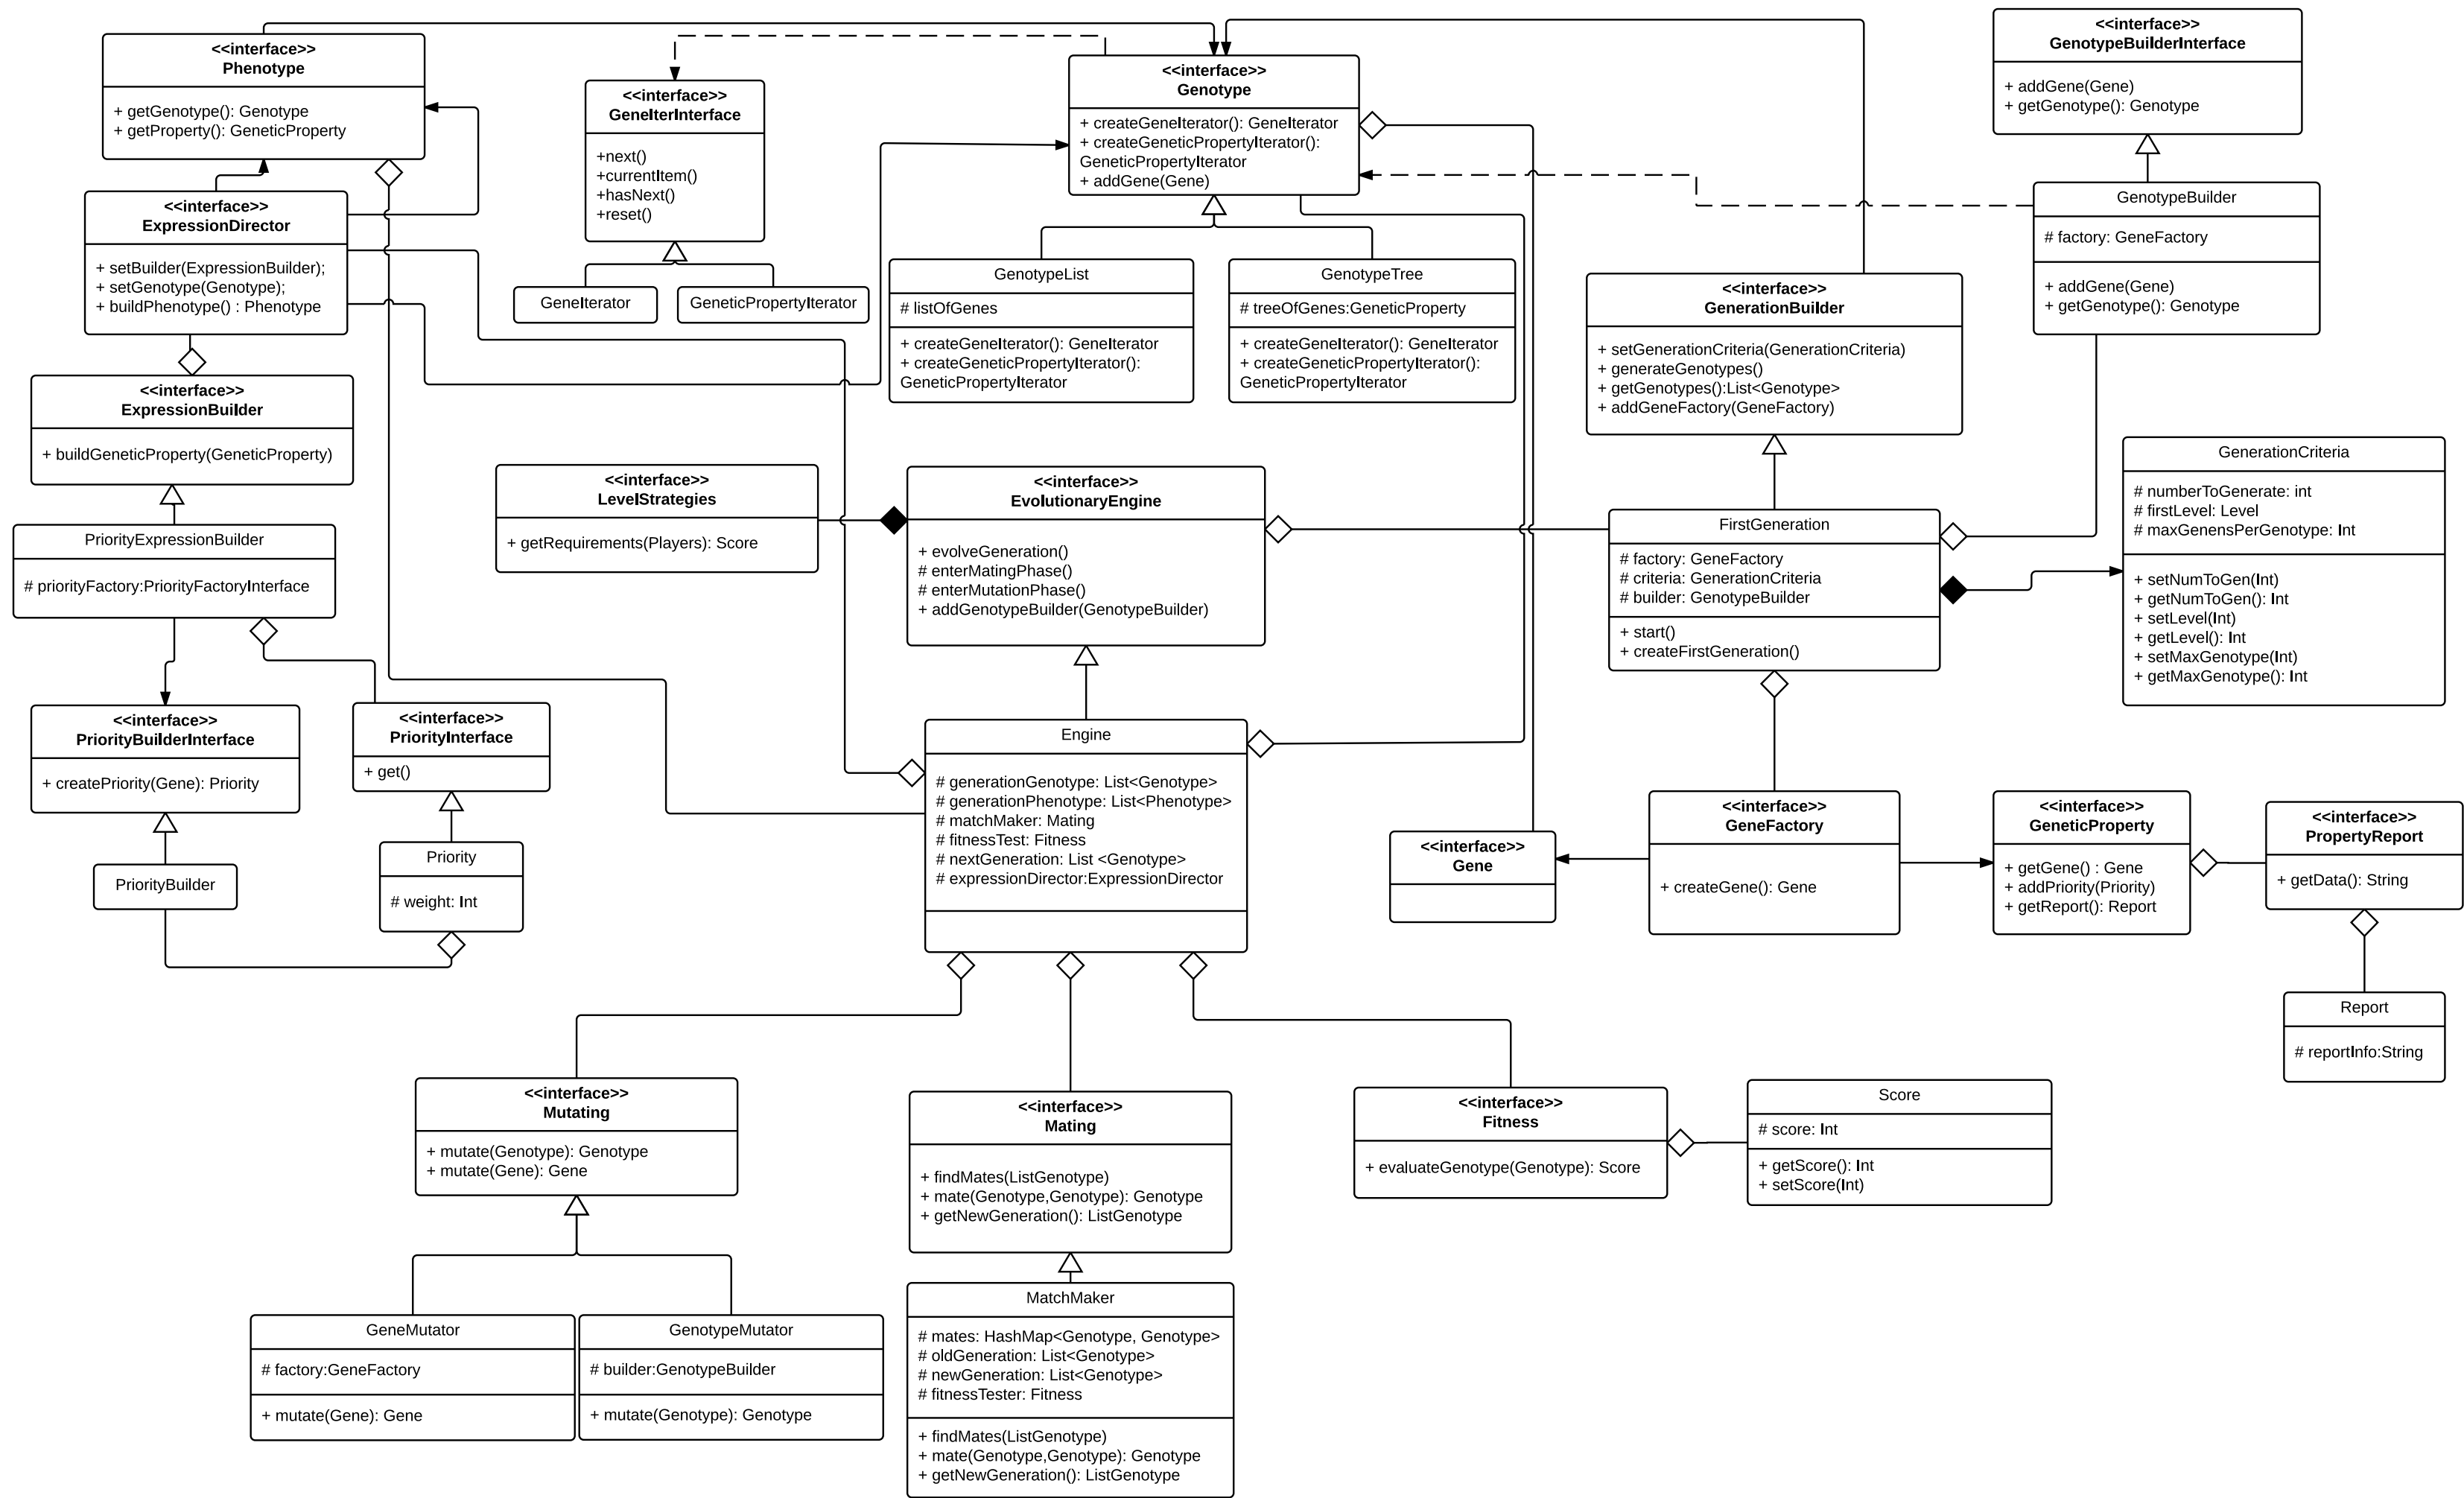 <<interface>>
Phenotype
+ getGenotype(): Genotype
+ getProperty(): GeneticProperty
<<interface>>
GeneIterInterface
+next()
+currentItem()
+hasNext()
+reset()
GeneIterator
GeneticPropertyIterator
<<interface>>
Genotype
+ createGeneIterator(): GeneIterator
+ createGeneticPropertyIterator():
GeneticPropertyIterator
+ addGene(Gene)
<<interface>>
GenotypeBuilderInterface
+ addGene(Gene)
+ getGenotype(): Genotype
GenotypeBuilder
# factory: GeneFactory
+ addGene(Gene)
+ getGenotype(): Genotype
<<interface>>
ExpressionDirector
+ setBuilder(ExpressionBuilder);
+ setGenotype(Genotype);
+ buildPhenotype() : Phenotype
GenotypeList
# listOfGenes
+ createGeneIterator(): GeneIterator
+ createGeneticPropertyIterator():
GeneticPropertyIterator
GenotypeTree
# treeOfGenes:GeneticProperty
+ createGeneIterator(): GeneIterator
+ createGeneticPropertyIterator():
GeneticPropertyIterator
<<interface>>
GenerationBuilder
+ setGenerationCriteria(GenerationCriteria)
+ generateGenotypes()
+ getGenotypes():List<Genotype>
+ addGeneFactory(GeneFactory)
<<interface>>
ExpressionBuilder
+ buildGeneticProperty(GeneticProperty)
<<interface>>
LevelStrategies
+ getRequirements(Players): Score
<<interface>>
EvolutionaryEngine
+ evolveGeneration()
# enterMatingPhase()
# enterMutationPhase()
+ addGenotypeBuilder(GenotypeBuilder)
FirstGeneration
# factory: GeneFactory
# criteria: GenerationCriteria
# builder: GenotypeBuilder
+ start()
+ createFirstGeneration()
GenerationCriteria
# numberToGenerate: int
# firstLevel: Level
# maxGenensPerGenotype: Int
+ setNumToGen(Int)
+ getNumToGen(): Int
+ setLevel(Int)
+ getLevel(): Int
+ setMaxGenotype(Int)
+ getMaxGenotype(): Int
PriorityExpressionBuilder
# priorityFactory:PriorityFactoryInterface
<<interface>>
PriorityBuilderInterface
+ createPriority(Gene): Priority
<<interface>>
PriorityInterface
+ get()
PriorityBuilder
Priority
# weight: Int
Engine
# generationGenotype: List<Genotype>
# generationPhenotype: List<Phenotype>
# matchMaker: Mating
# fitnessTest: Fitness
# nextGeneration: List <Genotype>
# expressionDirector:ExpressionDirector
<<interface>>
Gene
<<interface>>
GeneFactory
+ createGene(): Gene
<<interface>>
GeneticProperty
+ getGene() : Gene
+ addPriority(Priority)
+ getReport(): Report
<<interface>>
PropertyReport
+ getData(): String
Report
# reportInfo:String
<<interface>>
Mutating
+ mutate(Genotype): Genotype
+ mutate(Gene): Gene
<<interface>>
Mating
+ findMates(ListGenotype)
+ mate(Genotype,Genotype): Genotype
+ getNewGeneration(): ListGenotype
<<interface>>
Fitness
+ evaluateGenotype(Genotype): Score
Score
# score: Int
+ getScore(): Int
+ setScore(Int)
GeneMutator
# factory:GeneFactory
+ mutate(Gene): Gene
GenotypeMutator
# builder:GenotypeBuilder
+ mutate(Genotype): Genotype
MatchMaker
# mates: HashMap<Genotype, Genotype>
# oldGeneration: List<Genotype>
# newGeneration: List<Genotype>
# fitnessTester: Fitness
+ findMates(ListGenotype)
+ mate(Genotype,Genotype): Genotype
+ getNewGeneration(): ListGenotype